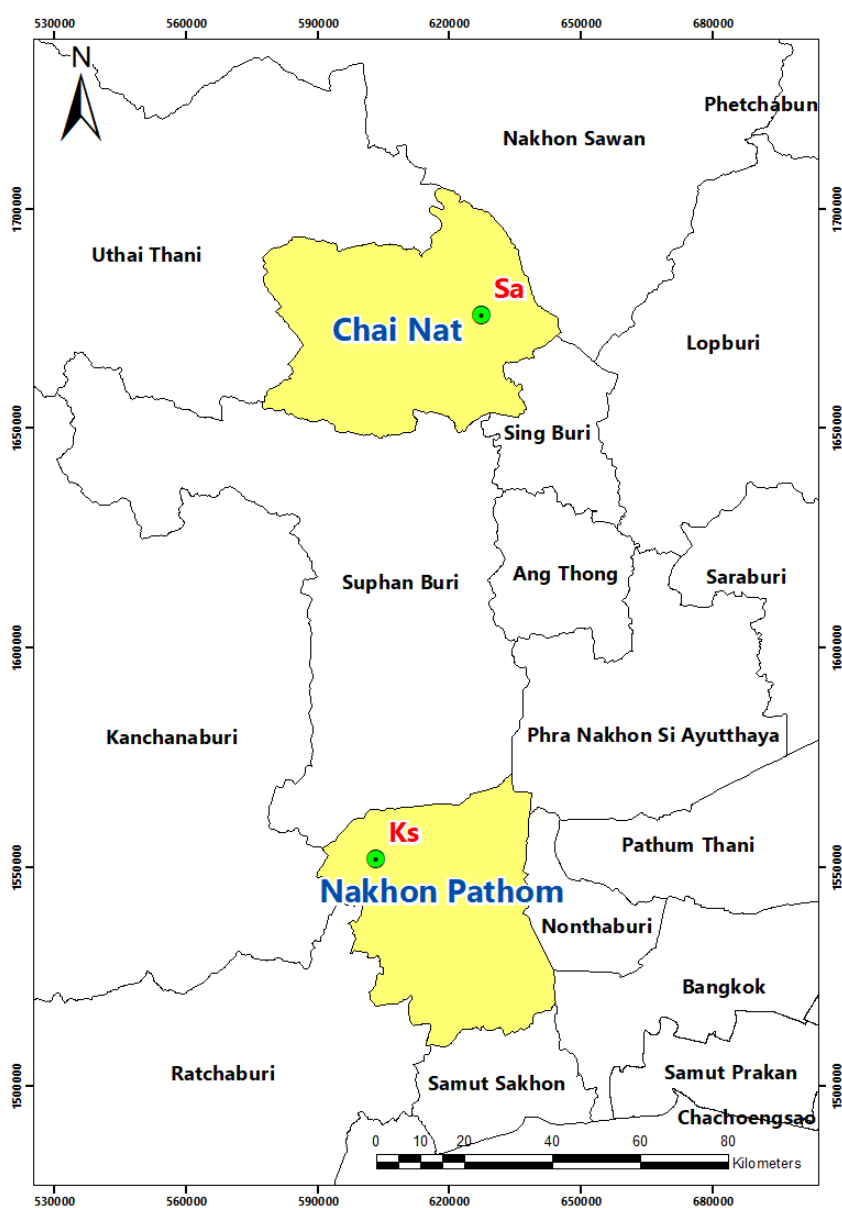 530000 560000 590000 620000 650000 680000
N
Phetchabun
Nakhon Sawan
1700000 1700000
Uthai Thani
Sa
Chai Nat
Lopburi
1650000 1650000
Sing Buri
Suphan Buri
Ang Thong
Saraburi
1600000 1600000
Kanchanaburi
Phra Nakhon Si Ayutthaya
Ks
Pathum Thani
1550000 1550000
Nakhon Pathom
Nonthaburi
Bangkok
Ratchaburi
Samut Sakhon
Samut Prakan
1500000 1500000
Chachoengsao
0 10 20 40 60 80
Kilometers
530000 560000 590000 620000 650000 680000